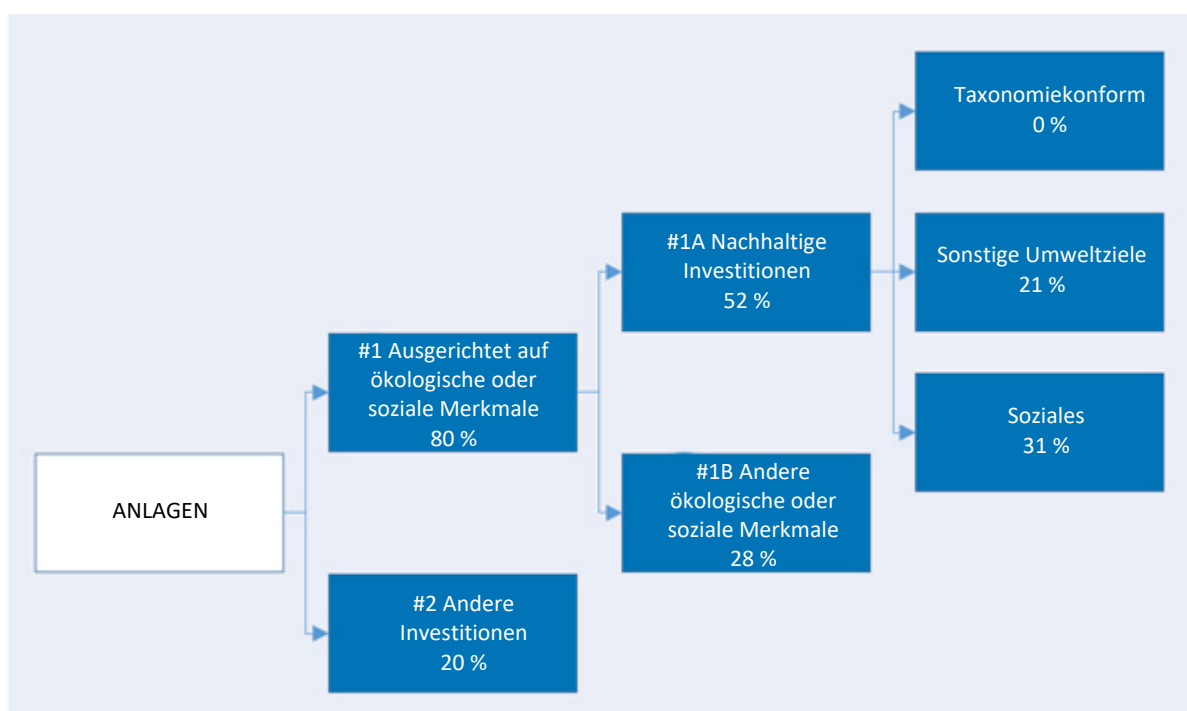 Taxonomiekonform
0 %
#1A Nachhaltige
Investitionen
52 %
Sonstige Umweltziele
21 %
#1 Ausgerichtet auf
ökologische oder
soziale Merkmale
80 %
Soziales
31 %
#1B Andere
ökologische oder
soziale Merkmale
28 %
ANLAGEN
#2 Andere
Investitionen
20 %